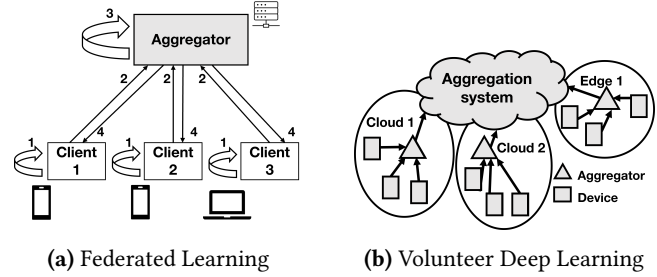 3
Aggregator
2
2
2
1
4
1
4
1
4
Client
1
Client
2
Client
3
(a) Federated Learning
Aggregation
system
Edge 1
Cloud 1
Cloud 2
Aggregator
Device
(b) Volunteer Deep Learning